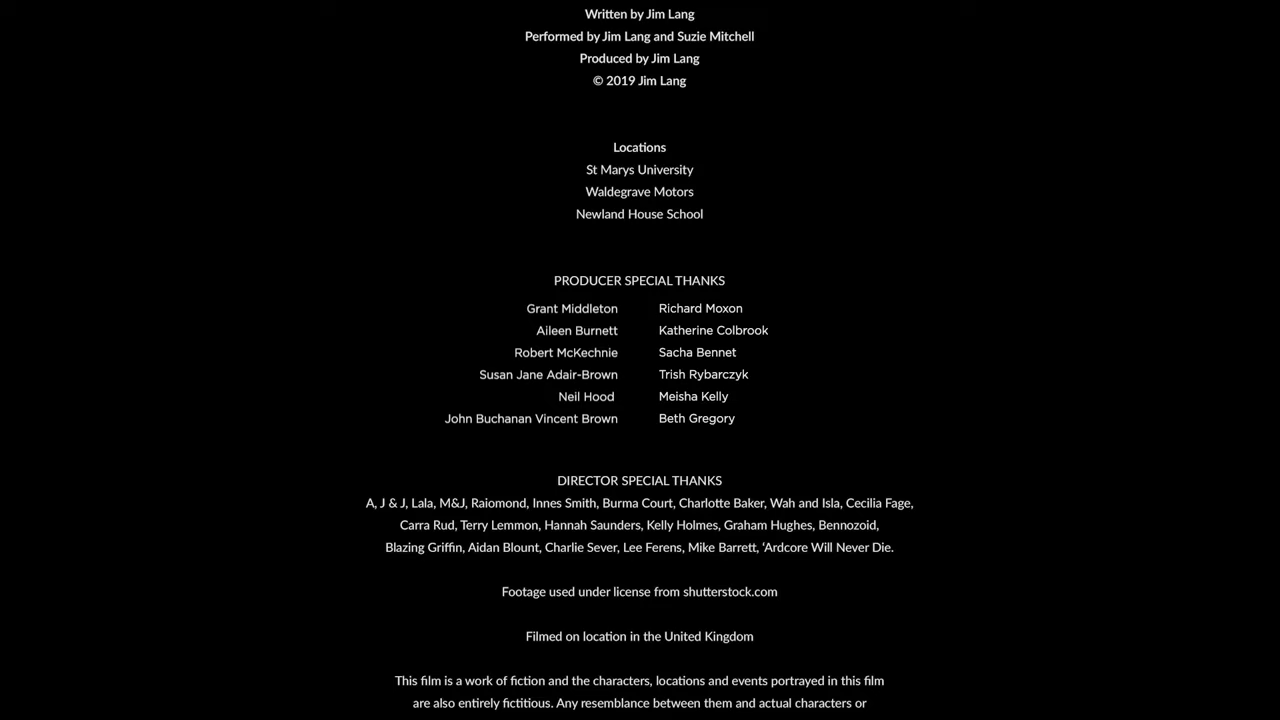 Written by Jim Lang
Performed by Jim Lang and Suzie Mitchell
Produced by Jim Lang
© 2019 Jim Lang
Locations
St Marys University
Waldegrave Motors
Newland House School
PRODUCER SPECIAL THANKS
Grant Middleton Richard Moxon
Aileen Burnett Katherine Colbrook
Robert McKechnie Sacha Bennet
Susan Jane Adair-Brown Trish Rybarczyk
Neil Hood Meisha Kelly
John Buchanan Vincent Brown Beth Gregory
DIRECTOR SPECIAL THANKS
A, J & J, Lala, M&J, Raiomond, Innes Smith, Burma Court, Charlotte Baker, Wah and Isla, Cecilia Fage,
Carra Rud, Terry Lemmon, Hannah Saunders, Kelly Holmes, Graham Hughes, Bennozoid,
Blazing Griffin, Aidan Blount, Charlie Sever, Lee Ferens, Mike Barrett, ‘Ardcore Will Never Die.
Footage used under license from shutterstock.com
Filmed on location in the United Kingdom
This film is a work of fiction and the characters, locations and events portrayed in this film
are also entirely fictitious. Any resemblance between them and actual characters or